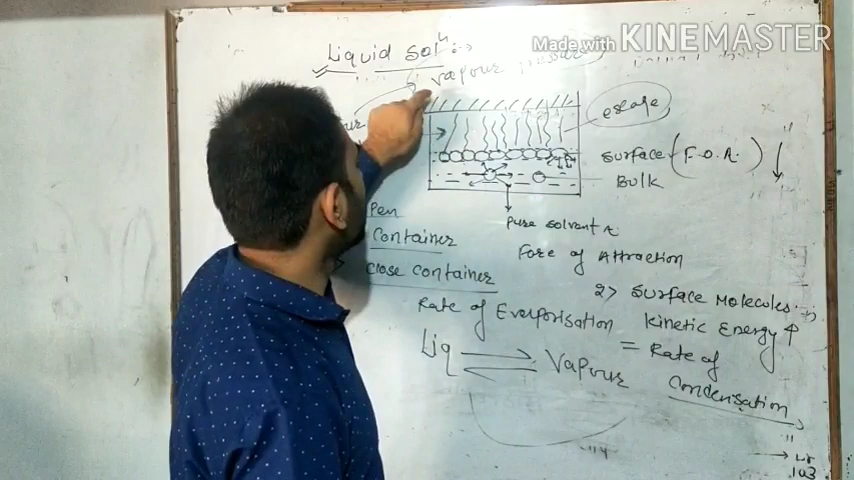 Made with KINEMASTER
Liquid Solⁿ :→
Vapour
escape
Surface (F.O.A.) "
Bulk
Pen
Container
Close Container
Pure Solvent A
Force of Attraction
2> Surface Molecules.
Kinetic Energy ↑
Rate of Evaporisation = Rate of
Condensation
Liq ⇌ Vapour
"
→